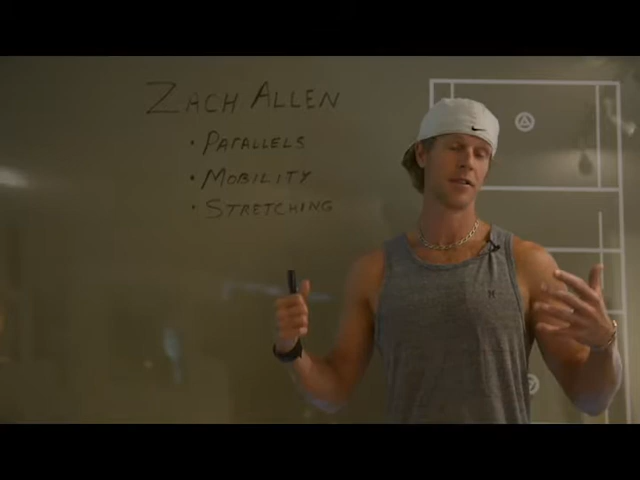 ZACH ALLEN
• PARALLELS
• MOBILITY
• STRETCHING